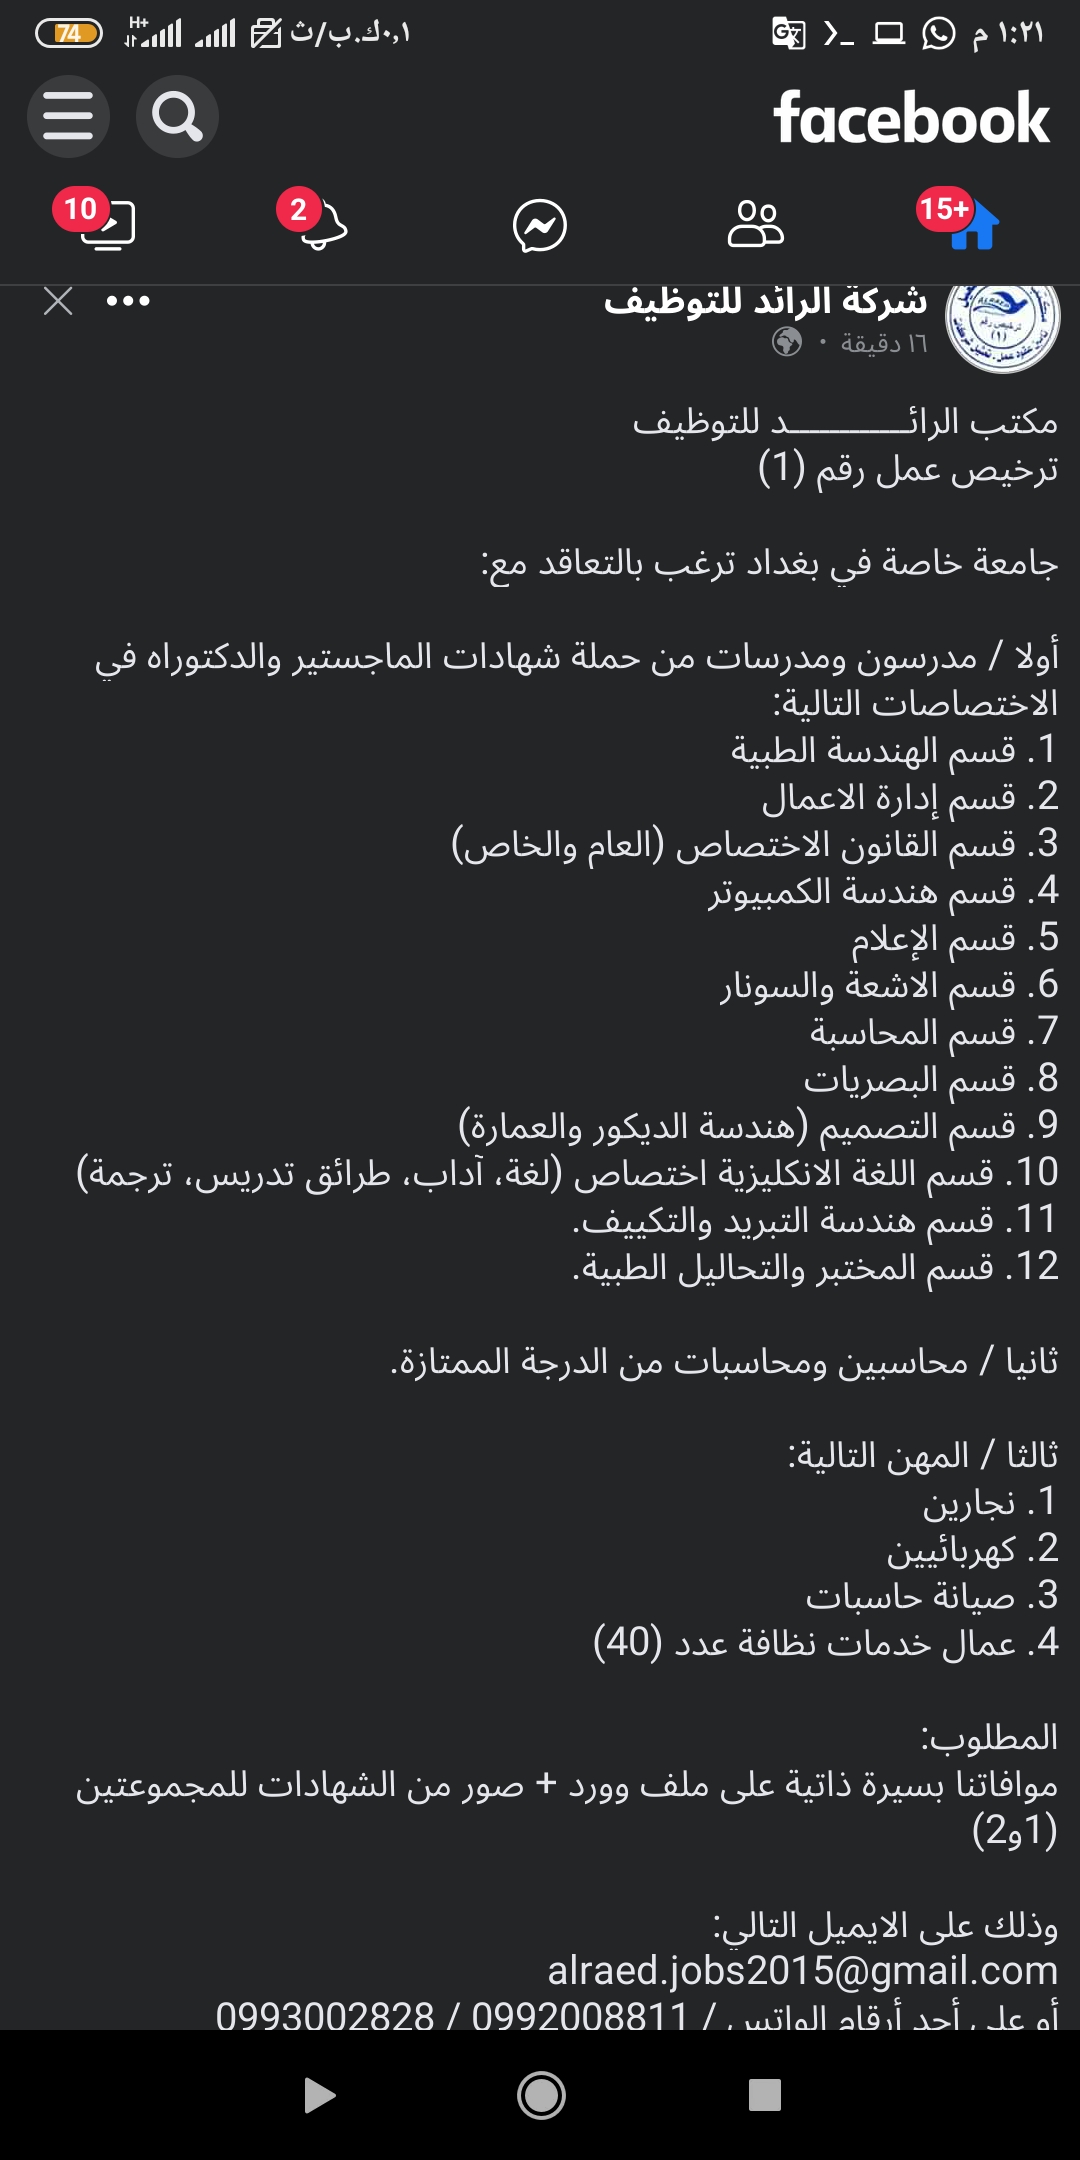 ١:٢١ م
٠,١ك.ب/ث
H+
74
facebook
15+
2
10
شركة الرائد للتوظيف
١٦ دقيقة
مكتب الرائـــــــــــد للتوظيف
ترخيص عمل رقم (1)
جامعة خاصة في بغداد ترغب بالتعاقد مع:
أولا / مدرسون ومدرسات من حملة شهادات الماجستير والدكتوراه في
الاختصاصات التالية:
1. قسم الهندسة الطبية
2. قسم إدارة الاعمال
3. قسم القانون الاختصاص (العام والخاص)
4. قسم هندسة الكمبيوتر
5. قسم الإعلام
6. قسم الاشعة والسونار
7. قسم المحاسبة
8. قسم البصريات
9. قسم التصميم (هندسة الديكور والعمارة)
10. قسم اللغة الانكليزية اختصاص (لغة، آداب، طرائق تدريس، ترجمة)
11. قسم هندسة التبريد والتكييف.
12. قسم المختبر والتحاليل الطبية.
ثانيا / محاسبين ومحاسبات من الدرجة الممتازة.
ثالثا / المهن التالية:
1. نجارين
2. كهربائيين
3. صيانة حاسبات
4. عمال خدمات نظافة عدد (40)
المطلوب:
موافاتنا بسيرة ذاتية على ملف وورد + صور من الشهادات للمجموعتين
(1و2)
وذلك على الايميل التالي:
alraed.jobs2015@gmail.com
أو على أحد أرقام الواتس / 0992008811 / 0993002828